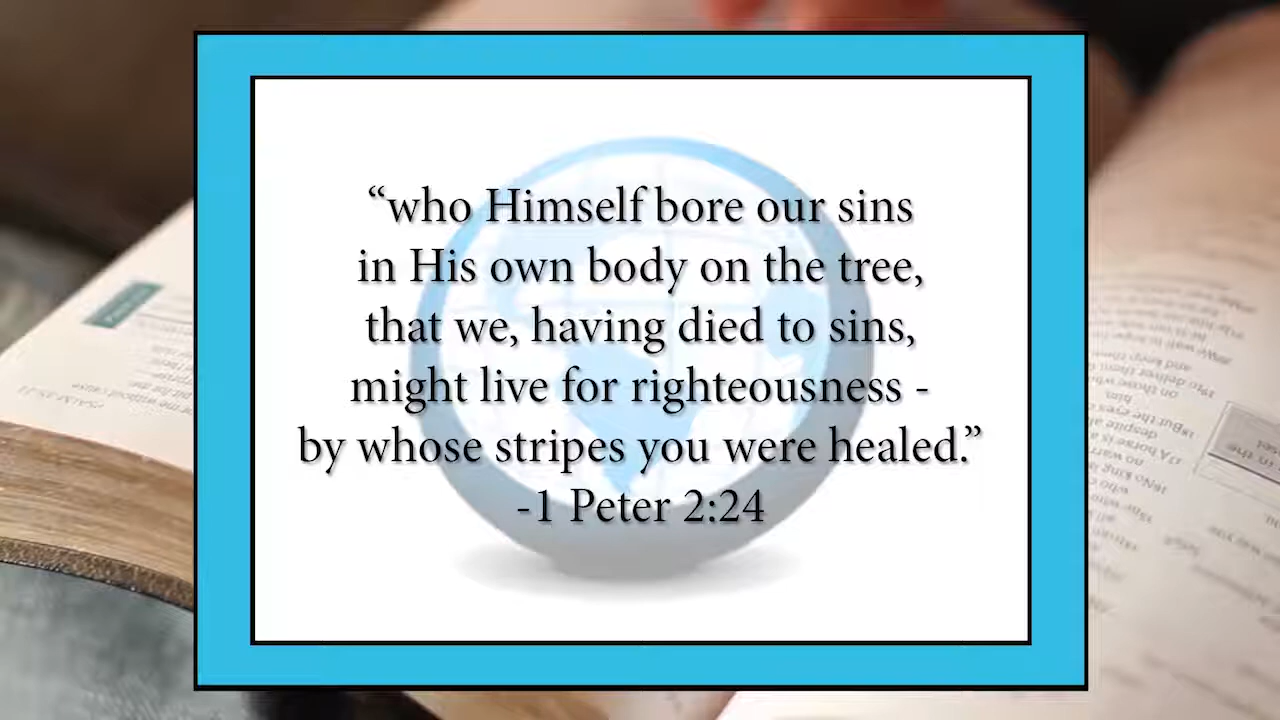 “who Himself bore our sins
in His own body on the tree,
that we, having died to sins,
might live for righteousness -
by whose stripes you were healed.”
-1 Peter 2:24